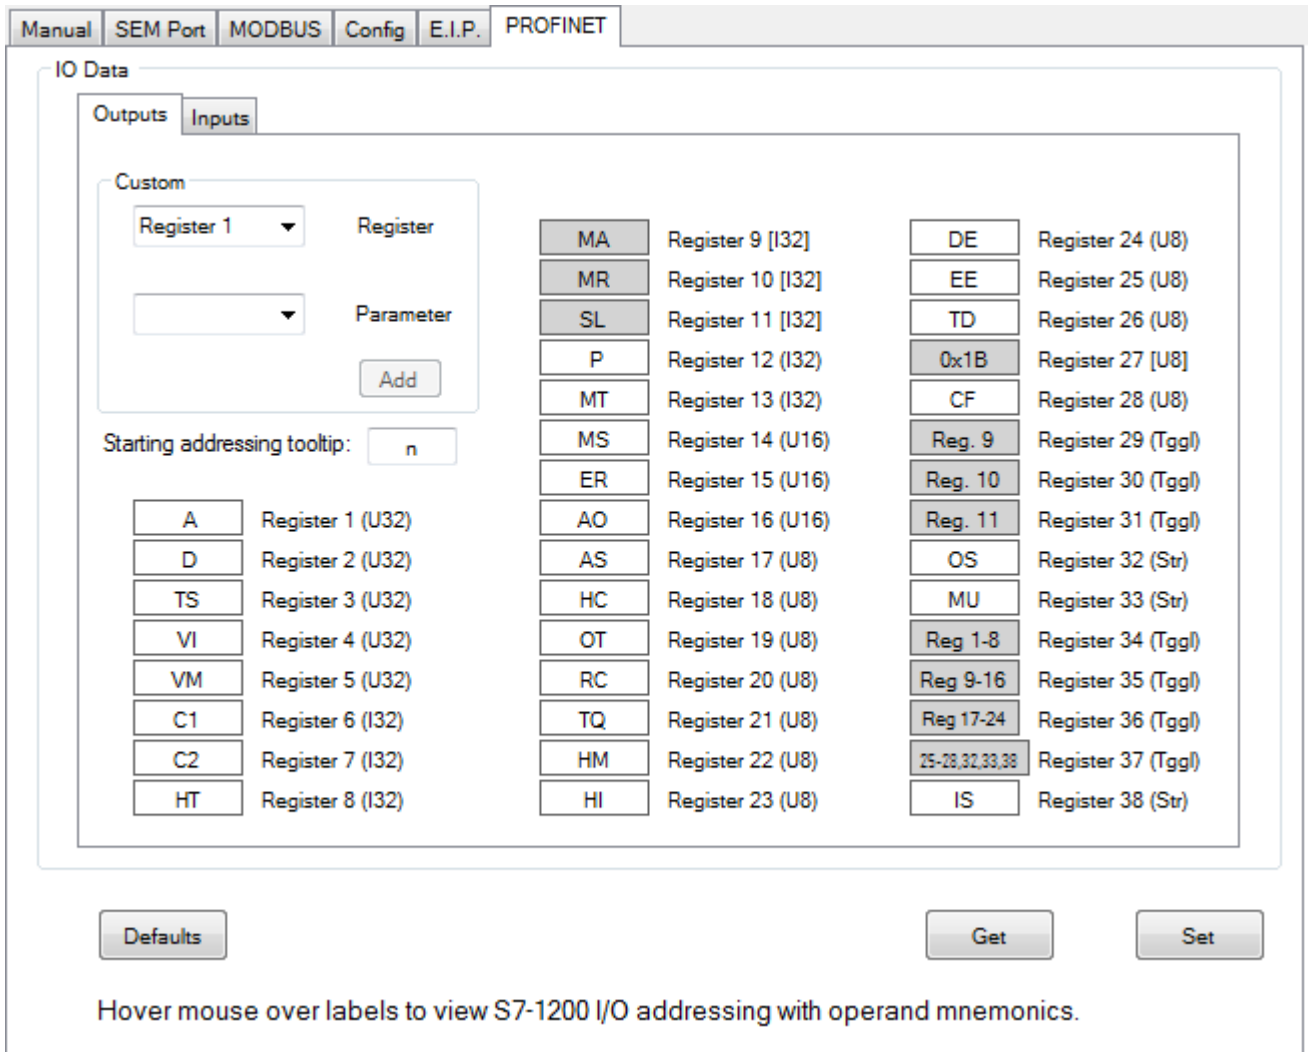 Manual SEM Port MODBUS Config E.I.P. PROFINET
IO Data
Outputs Inputs
Custom
Register 1 Register
Parameter
Add
Starting addressing tooltip: n
A Register 1 (U32)
D Register 2 (U32)
TS Register 3 (U32)
VI Register 4 (U32)
VM Register 5 (U32)
C1 Register 6 (I32)
C2 Register 7 (I32)
HT Register 8 (I32)
MA Register 9 [I32]
MR Register 10 [I32]
SL Register 11 [I32]
P Register 12 (I32)
MT Register 13 (I32)
MS Register 14 (U16)
ER Register 15 (U16)
AO Register 16 (U16)
AS Register 17 (U8)
HC Register 18 (U8)
OT Register 19 (U8)
RC Register 20 (U8)
TQ Register 21 (U8)
HM Register 22 (U8)
HI Register 23 (U8)
DE Register 24 (U8)
EE Register 25 (U8)
TD Register 26 (U8)
0x1B Register 27 [U8]
CF Register 28 (U8)
Reg. 9 Register 29 (Tggl)
Reg. 10 Register 30 (Tggl)
Reg. 11 Register 31 (Tggl)
OS Register 32 (Str)
MU Register 33 (Str)
Reg 1-8 Register 34 (Tggl)
Reg 9-16 Register 35 (Tggl)
Reg 17-24 Register 36 (Tggl)
25-28,32,33,38 Register 37 (Tggl)
IS Register 38 (Str)
Defaults Get Set
Hover mouse over labels to view S7-1200 I/O addressing with operand mnemonics.